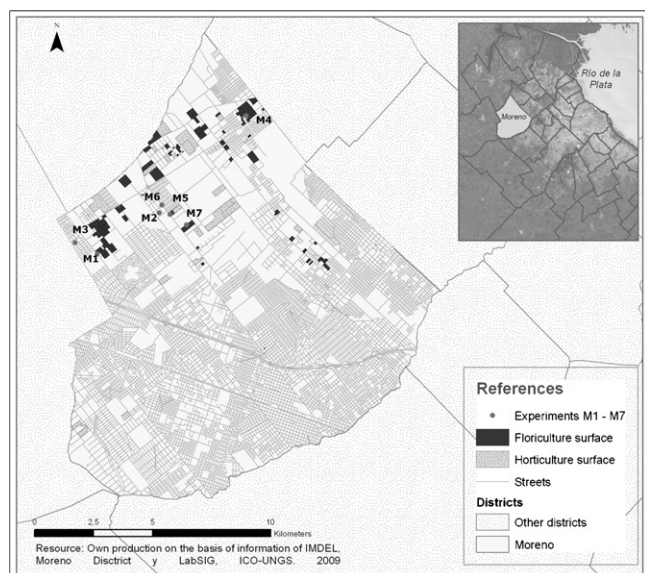 N
Río de la
Plata
Moreno
M4
M6
M5
M2
M7
M3
M1
References
Experiments M1 - M7
Floriculture surface
Horticulture surface
Streets
Districts
Other districts
Moreno
0 2.5 5 10
Kilometers
Resource: Own production on the basis of information of IMDEL,
Moreno Disctrict y LabSIG, ICO-UNGS. 2009